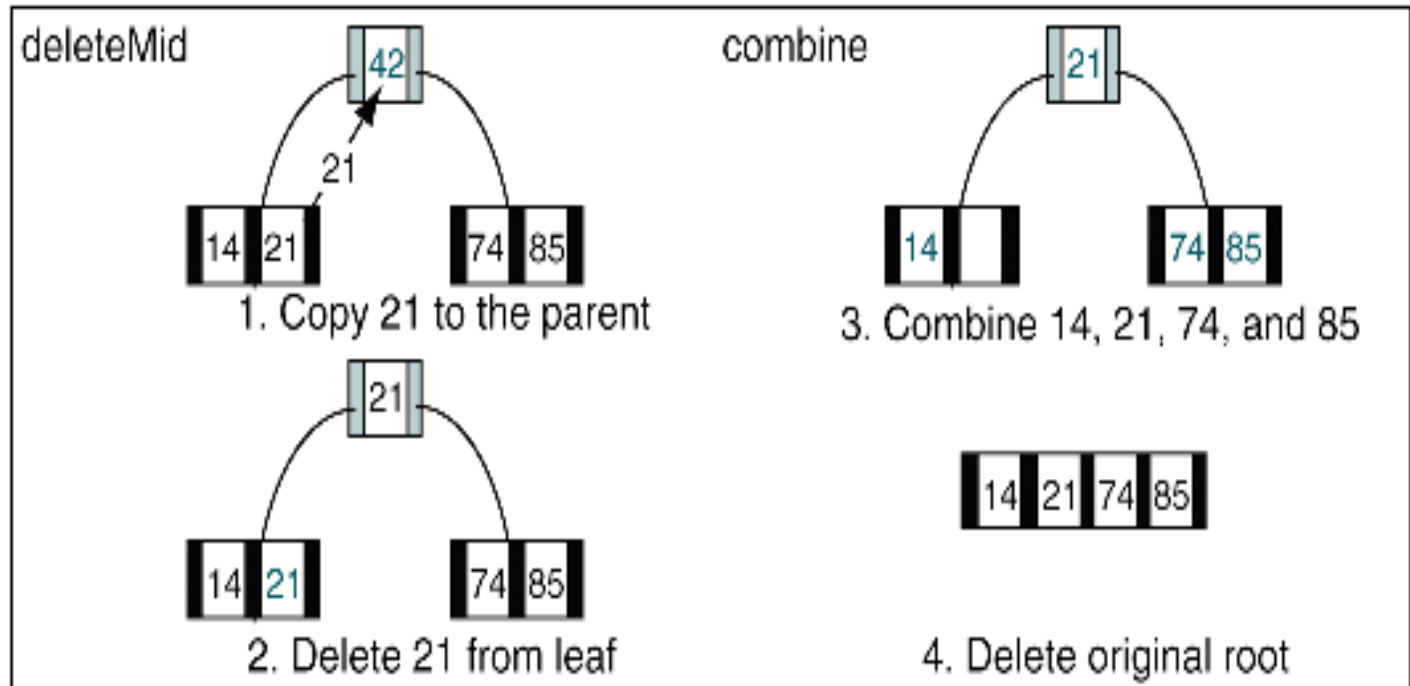 deleteMid
42
21
14 21
74 85
1. Copy 21 to the parent
21
14 21
74 85
2. Delete 21 from leaf
combine
21
14
74 85
3. Combine 14, 21, 74, and 85
14 21 74 85
4. Delete original root